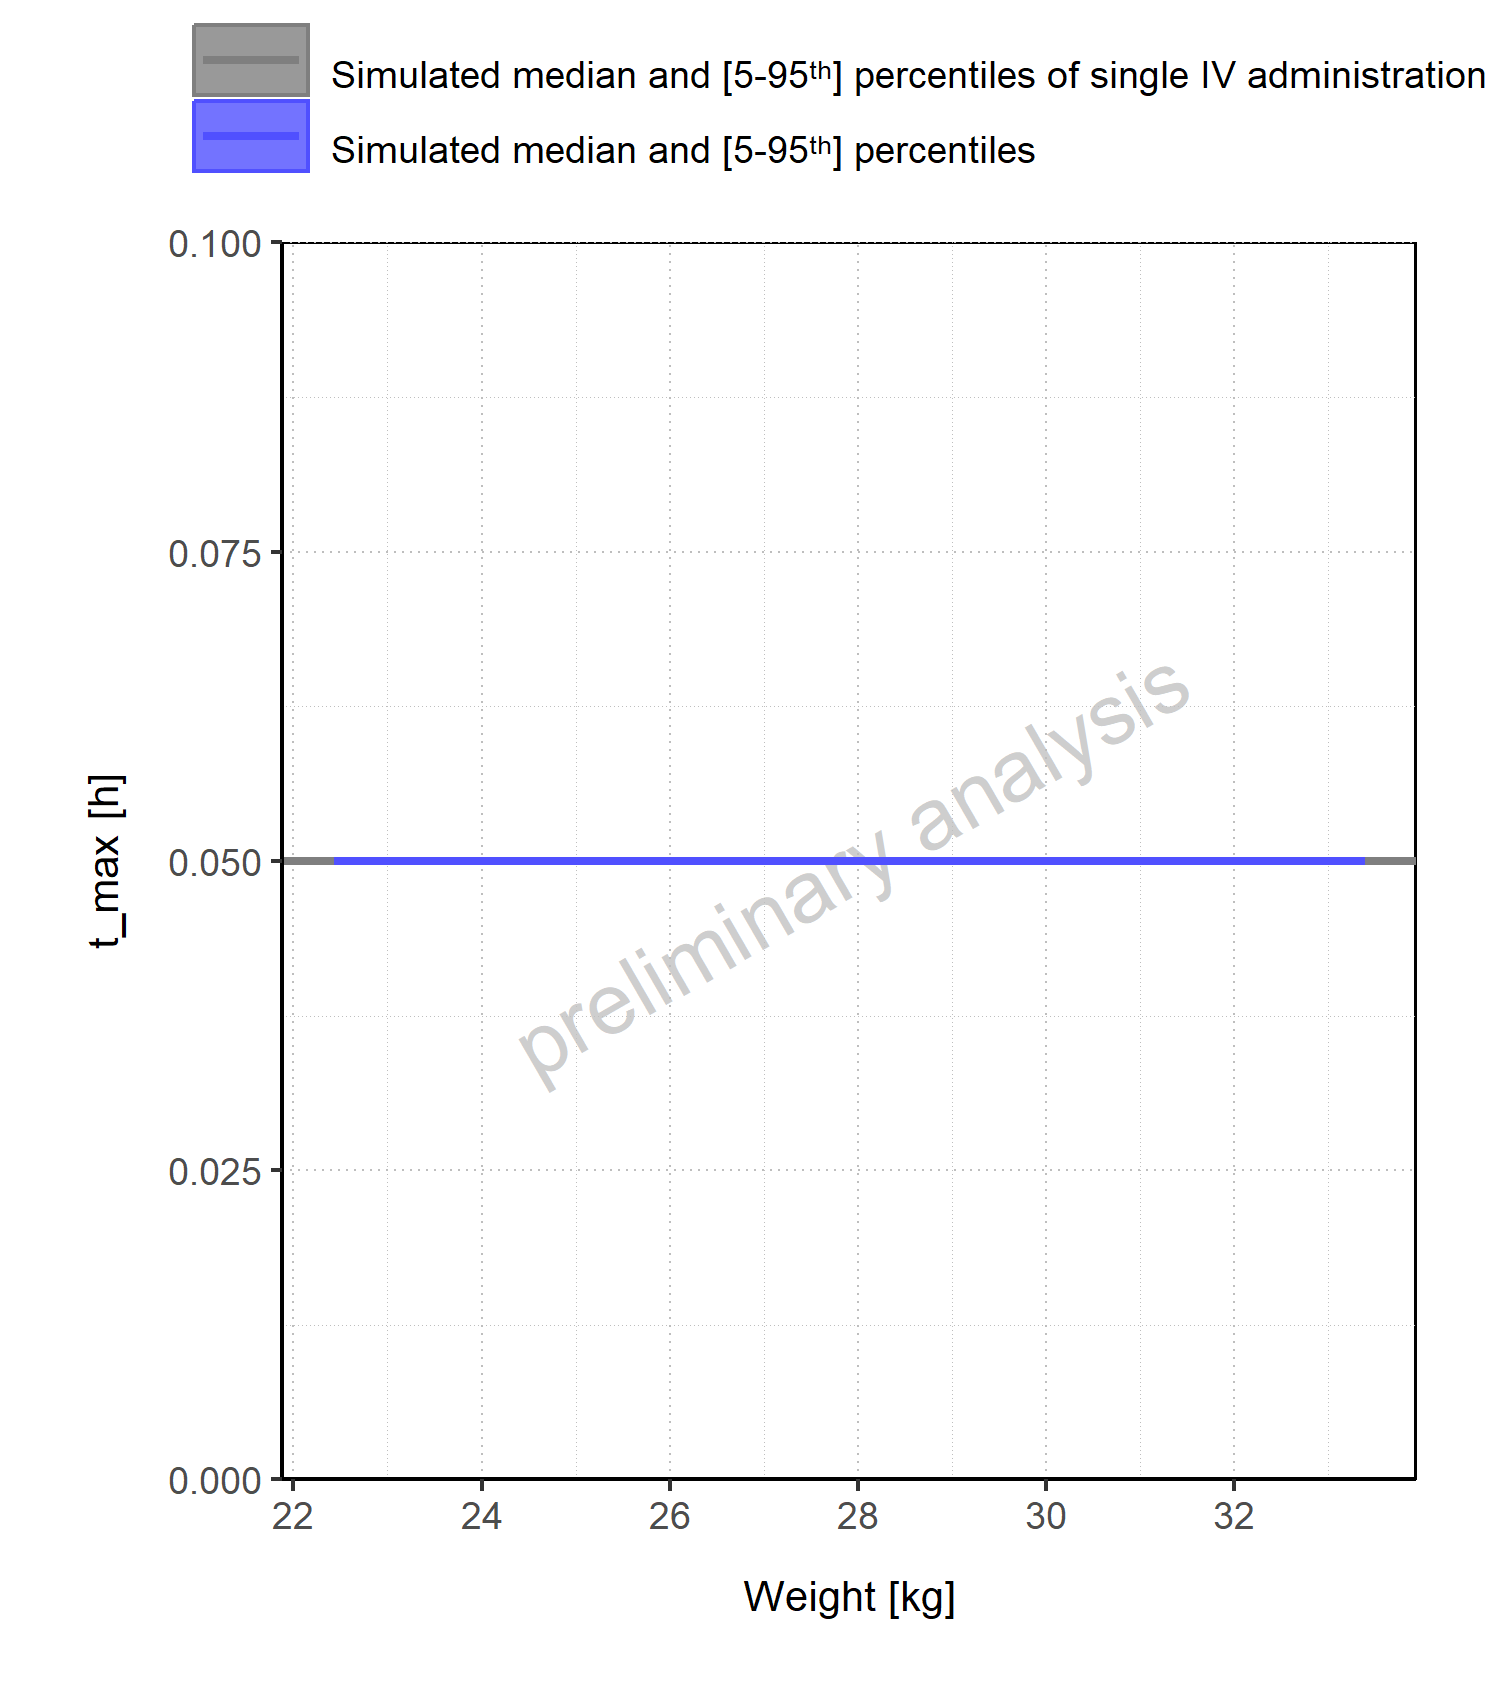 Simulated median and [5-95th] percentiles of single IV administration
Simulated median and [5-95th] percentiles
0.100
0.075
0.050
0.025
0.000
t_max [h]
preliminary analysis
22 24 26 28 30 32
Weight [kg]